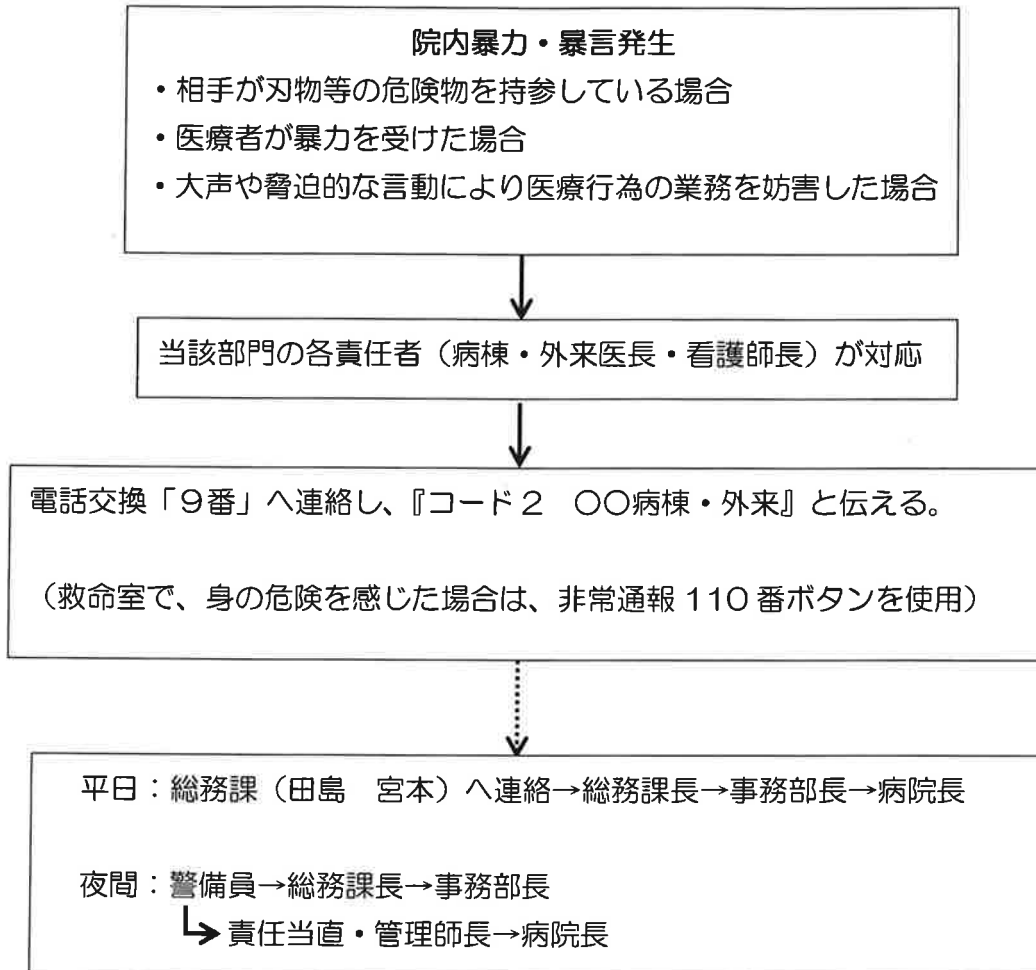 院内暴力・暴言発生
・相手が刃物等の危険物を持参している場合
・医療者が暴力を受けた場合
・大声や脅迫的な言動により医療行為の業務を妨害した場合
当該部門の各責任者（病棟・外来医長・看護師長）が対応
電話交換「9番」へ連絡し、『コード2　〇〇病棟・外来』と伝える。
（救命室で、身の危険を感じた場合は、非常通報110番ボタンを使用）
平日：総務課（田島　宮本）へ連絡→総務課長→事務部長→病院長
夜間：警備員→総務課長→事務部長
責任当直・管理師長→病院長